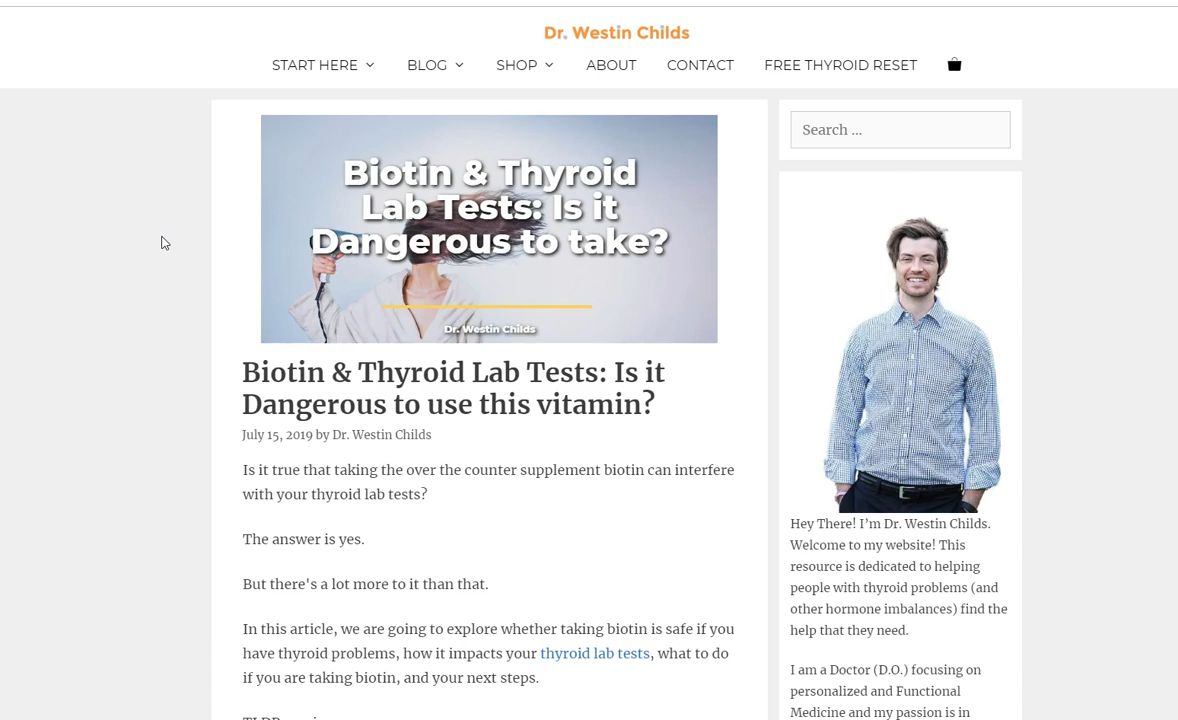 Dr. Westin Childs
START HERE BLOG SHOP ABOUT CONTACT FREE THYROID RESET
Biotin & Thyroid
Lab Tests: Is it
Dangerous to take?
Dr. Westin Childs
Biotin & Thyroid Lab Tests: Is it
Dangerous to use this vitamin?
July 15, 2019 by Dr. Westin Childs
Is it true that taking the over the counter supplement biotin can interfere
with your thyroid lab tests?
The answer is yes.
But there's a lot more to it than that.
In this article, we are going to explore whether taking biotin is safe if you
have thyroid problems, how it impacts your thyroid lab tests, what to do
if you are taking biotin, and your next steps.
Search ...
Hey There! I'm Dr. Westin Childs.
Welcome to my website! This
resource is dedicated to helping
people with thyroid problems (and
other hormone imbalances) find the
help that they need.
I am a Doctor (D.O.) focusing on
personalized and Functional
Medicine and my passion is in